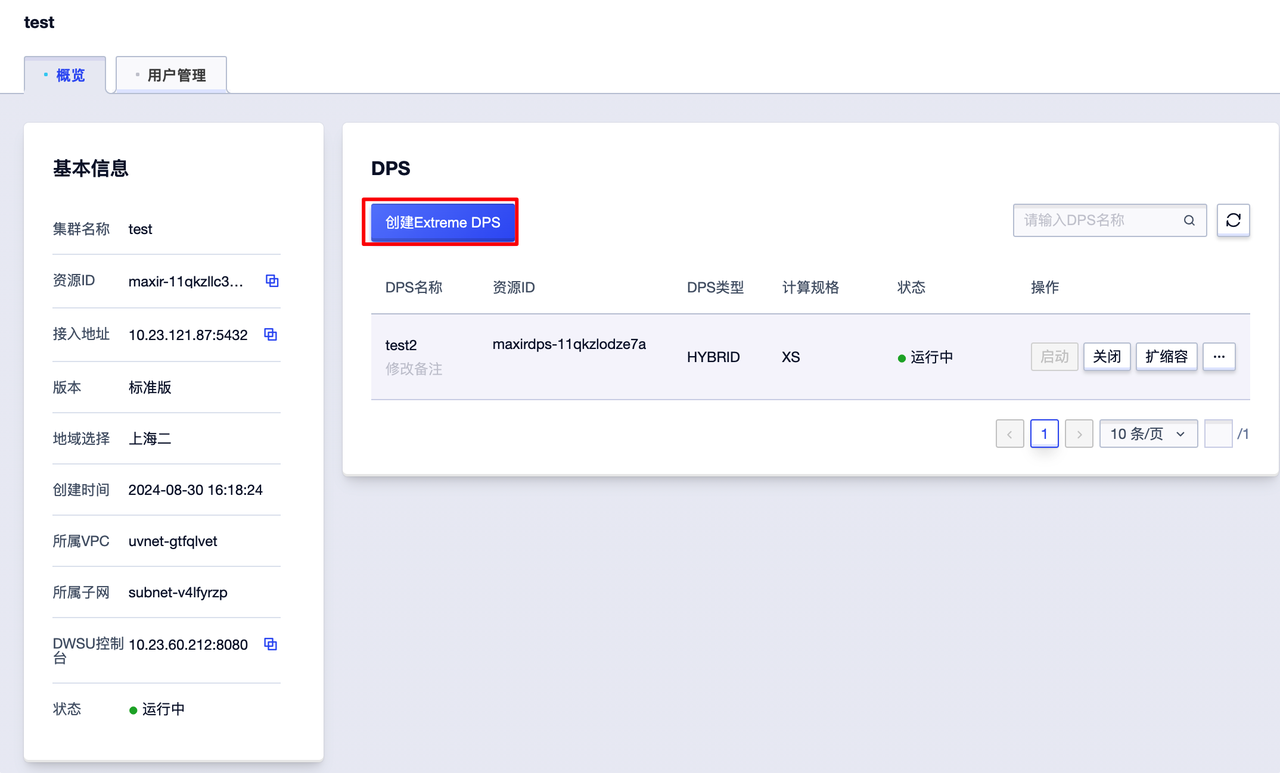 test
概览
用户管理
基本信息
集群名称 test
资源ID maxir-11qkzllc3...
接入地址 10.23.121.87:5432
版本 标准版
地域选择 上海二
创建时间 2024-08-30 16:18:24
所属VPC uvnet-gtfqlvet
所属子网 subnet-v4lfyrzp
DWSU控制台 10.23.60.212:8080
状态 运行中
DPS
创建Extreme DPS
请输入DPS名称
DPS名称 资源ID DPS类型 计算规格 状态 操作
test2 maxirdps-11qkzlodze7a HYBRID XS 运行中 启动 关闭 扩缩容 ...
修改备注
< 1 > 10 条/页 /1